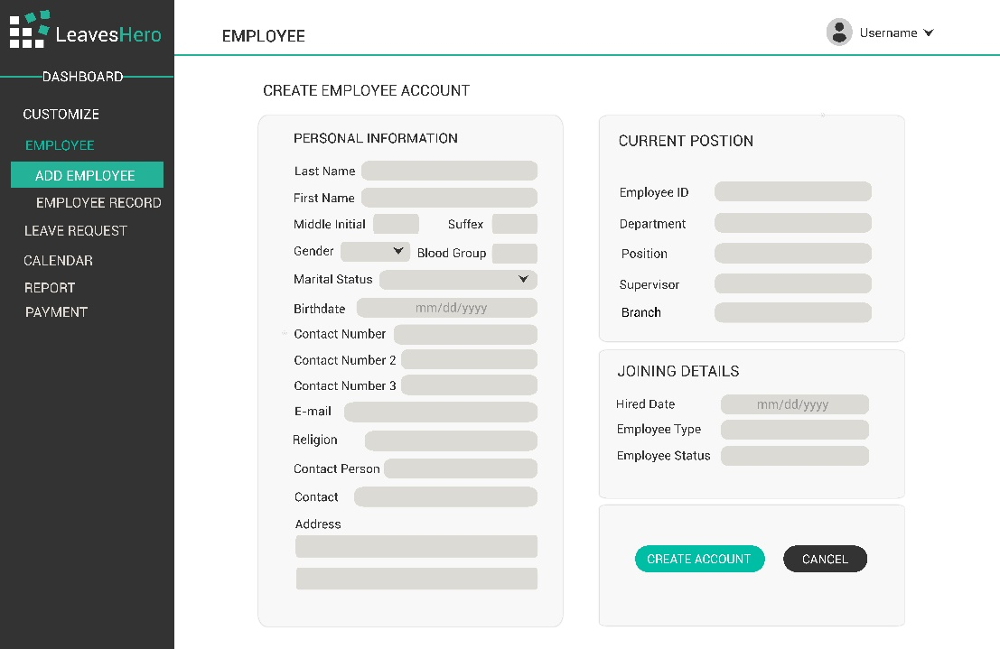 LeavesHero
DASHBOARD
CUSTOMIZE
EMPLOYEE
ADD EMPLOYEE
EMPLOYEE RECORD
LEAVE REQUEST
CALENDAR
REPORT
PAYMENT
EMPLOYEE
Username
CREATE EMPLOYEE ACCOUNT
PERSONAL INFORMATION
Last Name
First Name
Middle Initial Suffex
Gender Blood Group
Marital Status
Birthdate mm/dd/yyyy
Contact Number
Contact Number 2
Contact Number 3
E-mail
Religion
Contact Person
Contact
Address
CURRENT POSTION
Employee ID
Department
Position
Supervisor
Branch
JOINING DETAILS
Hired Date mm/dd/yyyy
Employee Type
Employee Status
CREATE ACCOUNT CANCEL